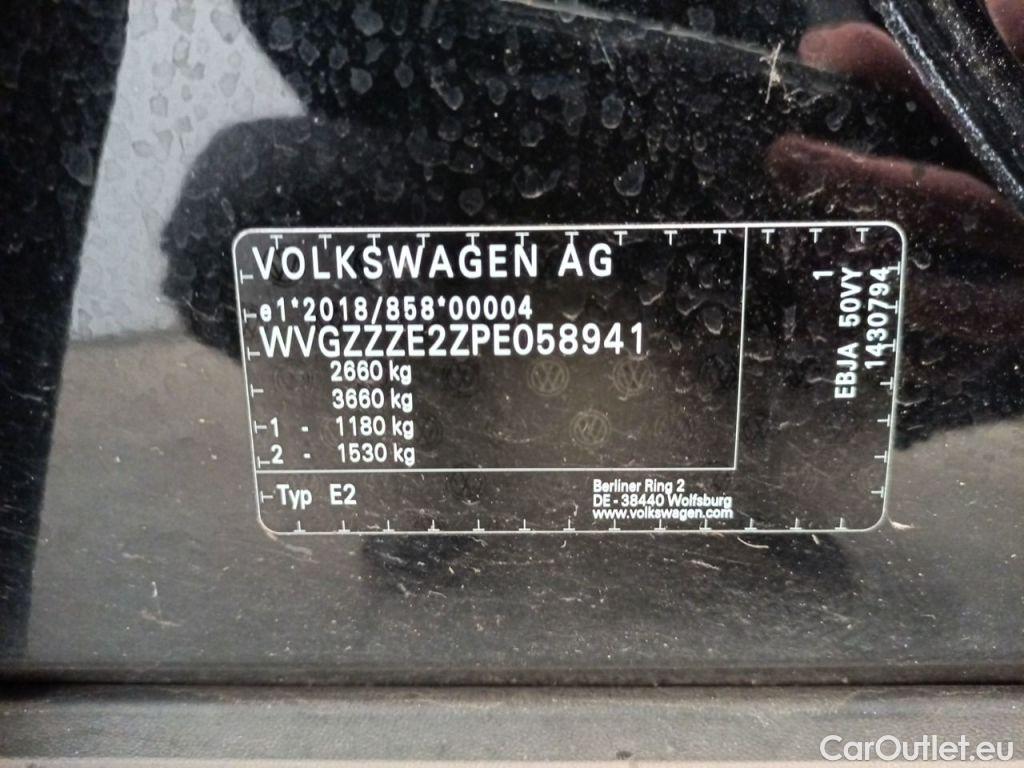 VOLKSWAGEN AG
e1*2018/858*00004
WVGZZZE2ZPE058941
2660 kg
3660 kg
1 - 1180 kg
2 - 1530 kg
Typ E2
Berliner Ring 2
DE - 38440 Wolfsburg
www.volkswagen.com
1
EBJA 50VY
1430794
CarOutlet.eu